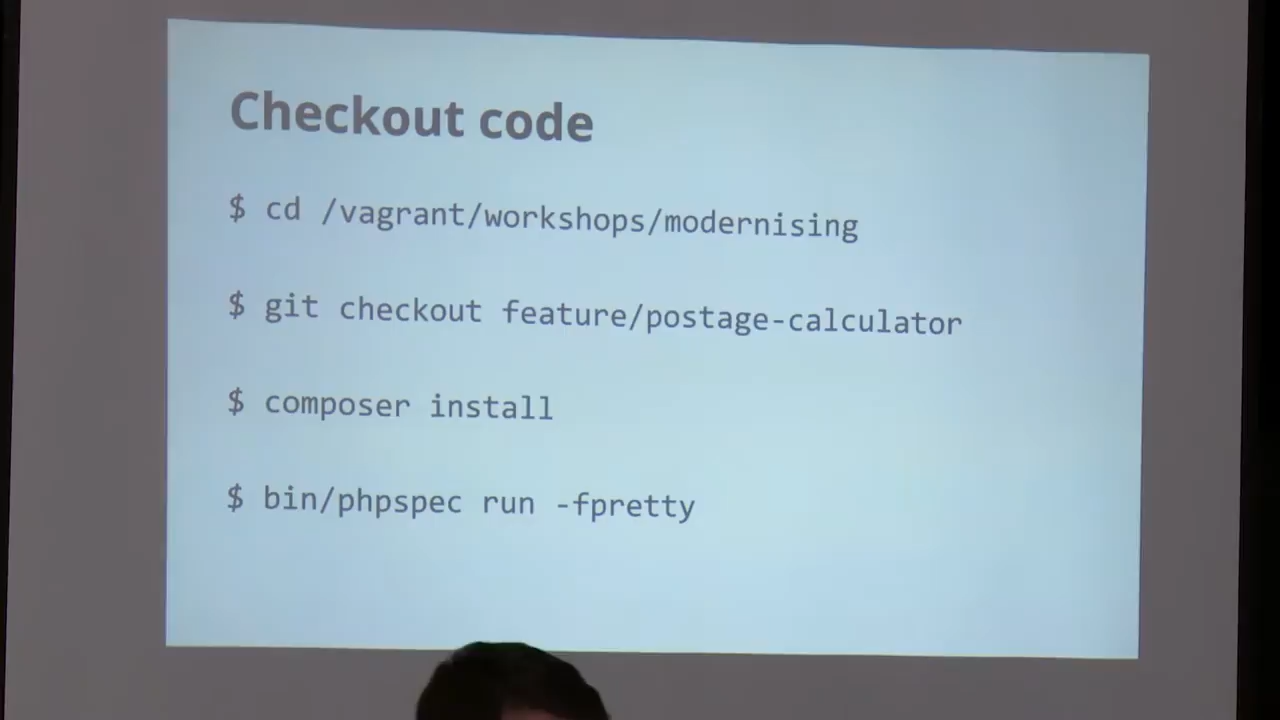 Checkout code
$ cd /vagrant/workshops/modernising
$ git checkout feature/postage-calculator
$ composer install
$ bin/phpspec run -fpretty